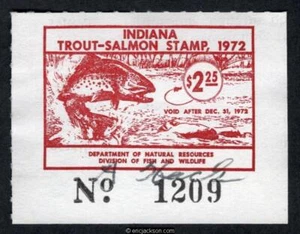 INDIANA
TROUT-SALMON STAMP, 1972
$2.25
VOID AFTER DEC. 31, 1972
DEPARTMENT OF NATURAL RESOURCES
DIVISION OF FISH AND WILDLIFE
No. 1209
© ericjackson.com